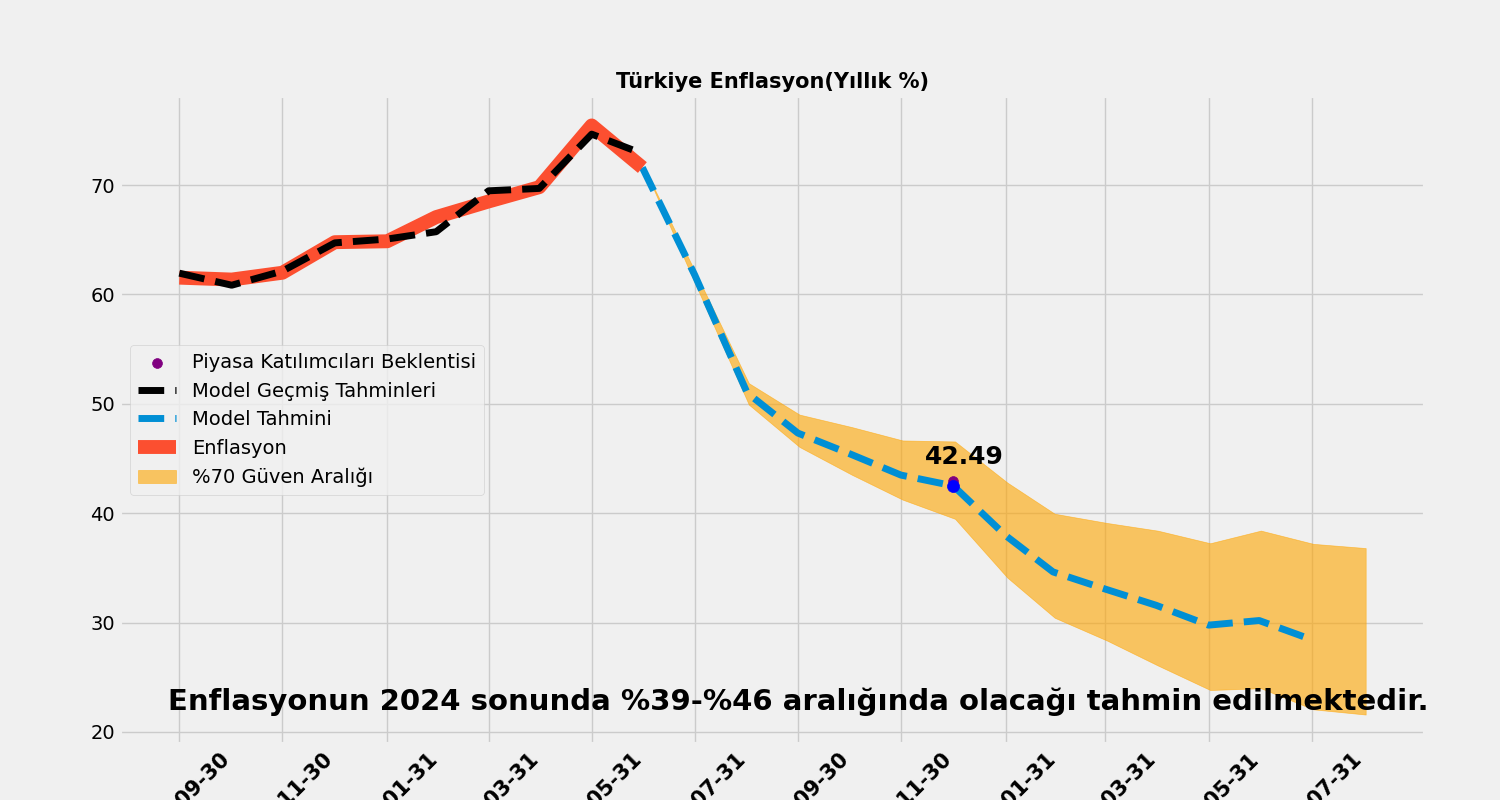 Türkiye Enflasyon(Yıllık %)
70
60
50
40
30
20
Piyasa Katılımcıları Beklentisi
Model Geçmiş Tahminleri
Model Tahmini
Enflasyon
%70 Güven Aralığı
42.49
Enflasyonun 2024 sonunda %39-%46 aralığında olacağı tahmin edilmektedir.
09-30
11-30
01-31
03-31
05-31
07-31
09-30
11-30
01-31
03-31
05-31
07-31